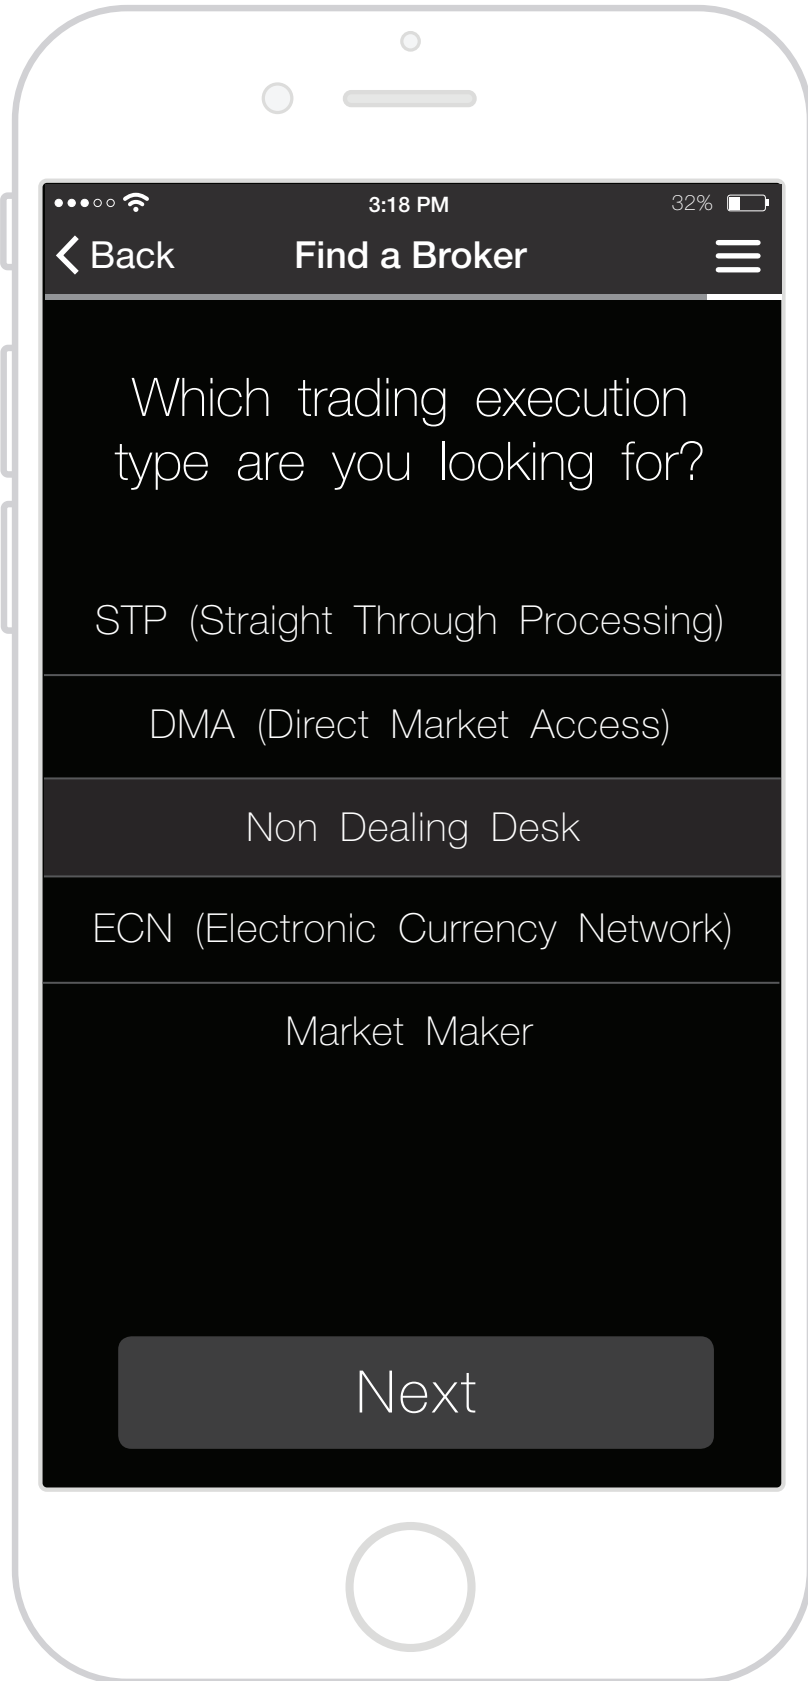 3:18 PM
32%
Back
Find a Broker
Which trading execution
type are you looking for?
STP (Straight Through Processing)
DMA (Direct Market Access)
Non Dealing Desk
ECN (Electronic Currency Network)
Market Maker
Next